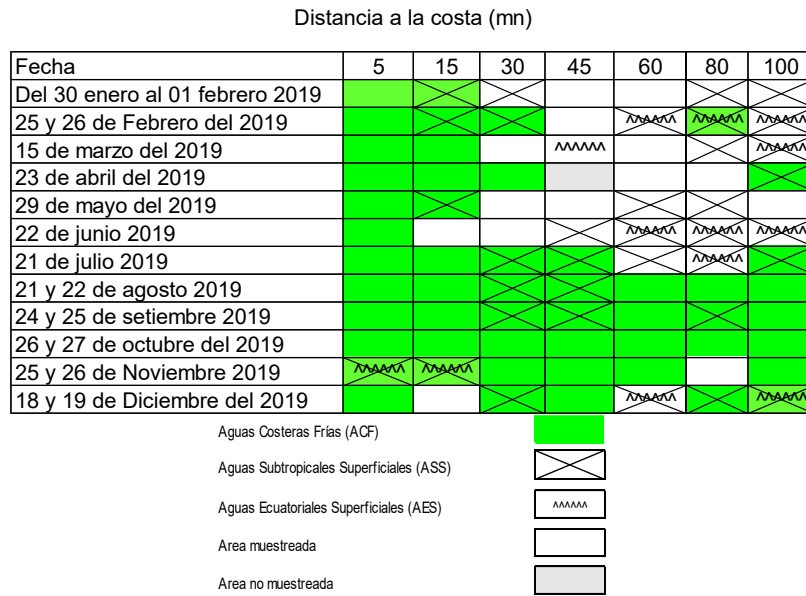 Distancia a la costa (mn)
Fecha 5 15 30 45 60 80 100
Del 30 enero al 01 febrero 2019
25 y 26 de Febrero del 2019 ^^^^^^ ^^^^^^ ^^^^^^
15 de marzo del 2019 ^^^^^^ ^^^^^^
23 de abril del 2019
29 de mayo del 2019
22 de junio 2019 ^^^^^^ ^^^^^^ ^^^^^^
21 de julio 2019 ^^^^^^
21 y 22 de agosto 2019
24 y 25 de setiembre 2019
26 y 27 de octubre del 2019
25 y 26 de Noviembre 2019 ^^^^^^ ^^^^^^
18 y 19 de Diciembre del 2019 ^^^^^^ ^^^^^^
Aguas Costeras Frías (ACF)
Aguas Subtropicales Superficiales (ASS)
Aguas Ecuatoriales Superficiales (AES) ^^^^^^
Area muestreada
Area no muestreada